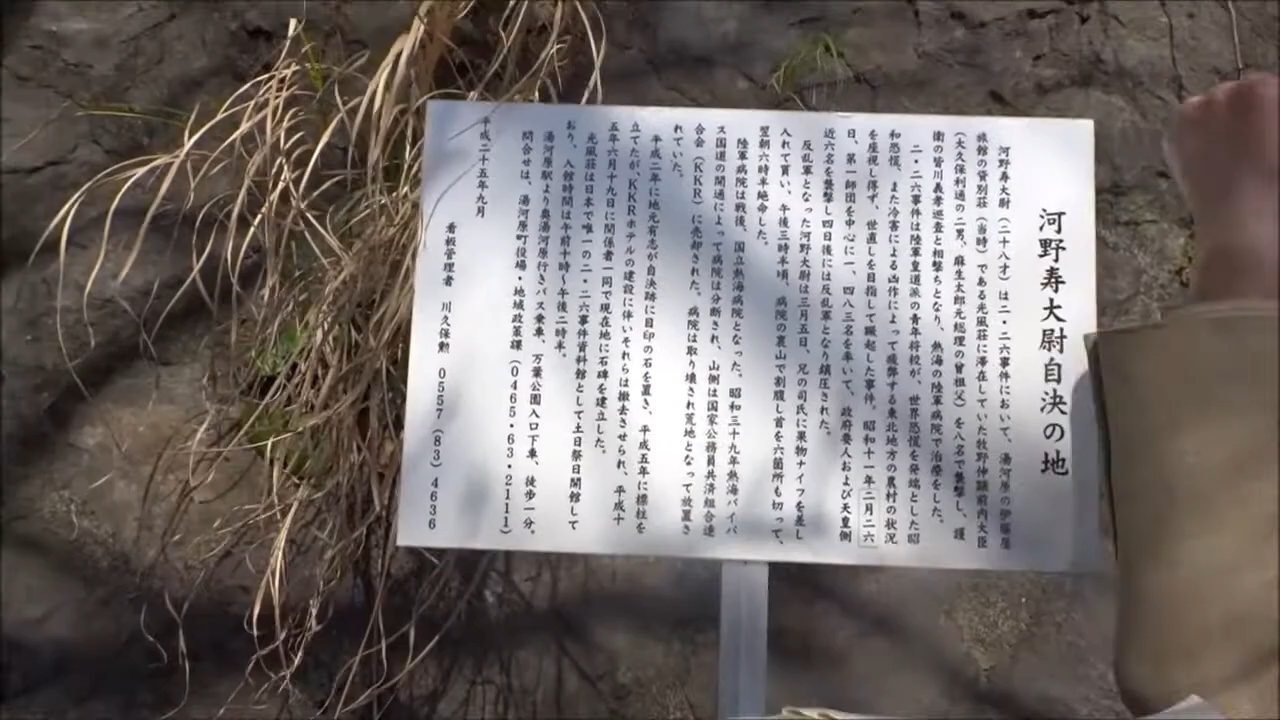 河野寿大尉自決の地
河野寿大尉（二十八才）は二・二六事件において、湯河原の伊藤屋
旅館の貸別荘（当時）である光風荘に滞在していた牧野伸顕前内大臣
（大久保利通の二男、麻生太郎元総理の曽祖父）を八名で襲撃し、護
衛の皆川義孝巡査と相撃ちとなり、熱海の陸軍病院で治療をした。
二・二六事件は陸軍皇道派の青年将校が、世界恐慌を発端とした昭
和恐慌、また冷害による凶作によって疲弊する東北地方の農村の状況
を座視し得ず、世直しを目指して蹶起した事件。昭和十一年二月二六
日、第一師団を中心に一、四八三名を率いて、政府要人および天皇側
近六名を襲撃し四日後には反乱軍となり鎮圧された。
反乱軍となった河野大尉は三月五日、兄の司氏に果物ナイフを差し
入れて貰い、午後三時半頃、病院の裏山で割腹し首を六箇所も切って、
翌朝六時半絶命した。
陸軍病院は戦後、国立熱海病院となった。昭和三十九年熱海バイパ
ス国道の開通によって病院は分断され、山側は国家公務員共済組合連
合会（KKR）に売却された。病院は取り壊され荒地となって放置さ
れていた。
平成二年に地元有志が自決跡に目印の石を置き、平成五年に標柱を
立てたが、KKRホテルの建設に伴いそれらは撤去させられ、平成十
五年六月十九日に関係者一同で現在地に石碑を建立した。
光風荘は日本で唯一の二・二六事件資料館として土日祭日開館して
おり、入館時間は午前十時〜午後二時半。
湯河原駅より奥湯河原行きバス乗車、万葉公園入口下車、徒歩一分。
問合せは、湯河原町役場・地域政策課（0465・63・2111）
平成二十五年九月
看板管理者 川久保勲 0557（83）4636